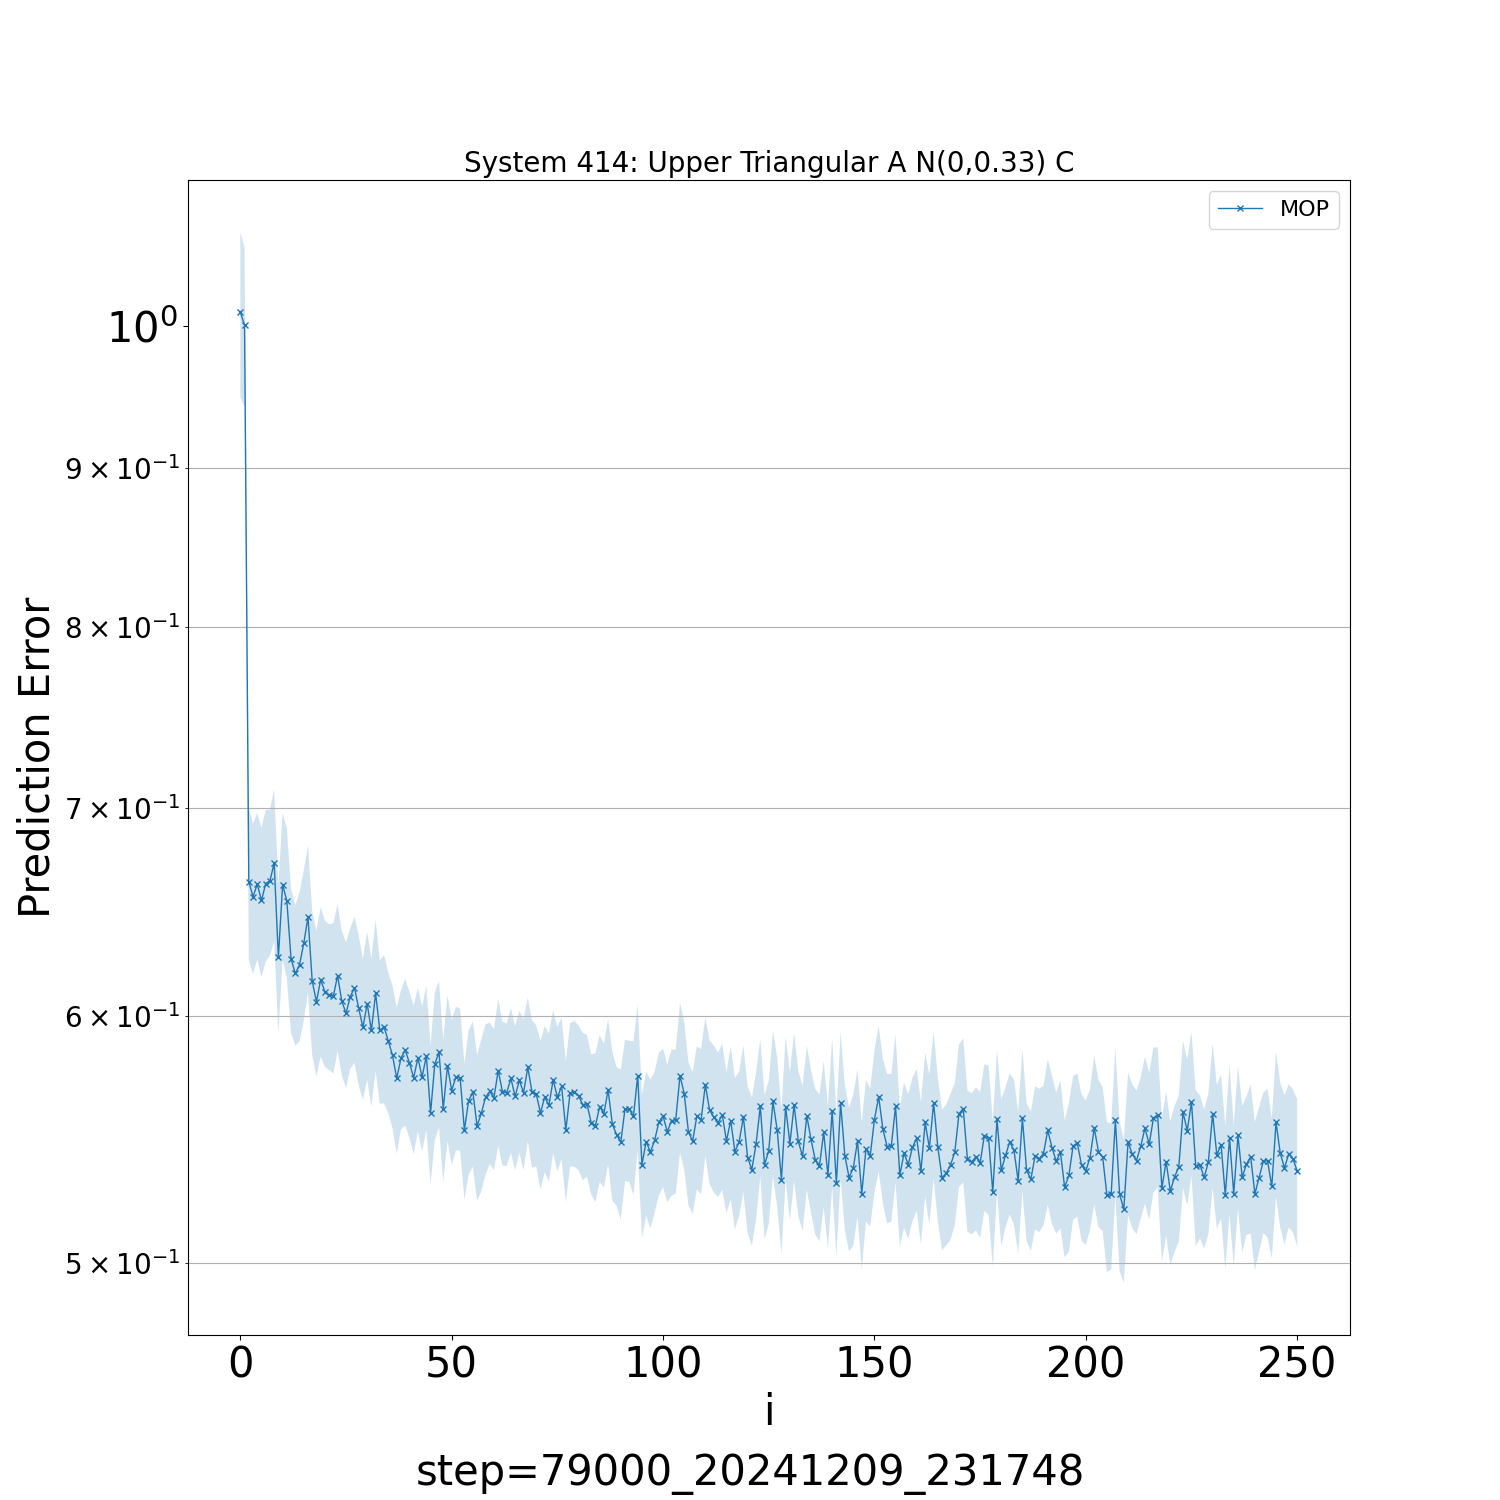 System 414: Upper Triangular A N(0,0.33) C
MOP
10⁰
9 × 10⁻¹
8 × 10⁻¹
7 × 10⁻¹
6 × 10⁻¹
5 × 10⁻¹
Prediction Error
0 50 100 150 200 250
i
step=79000_20241209_231748